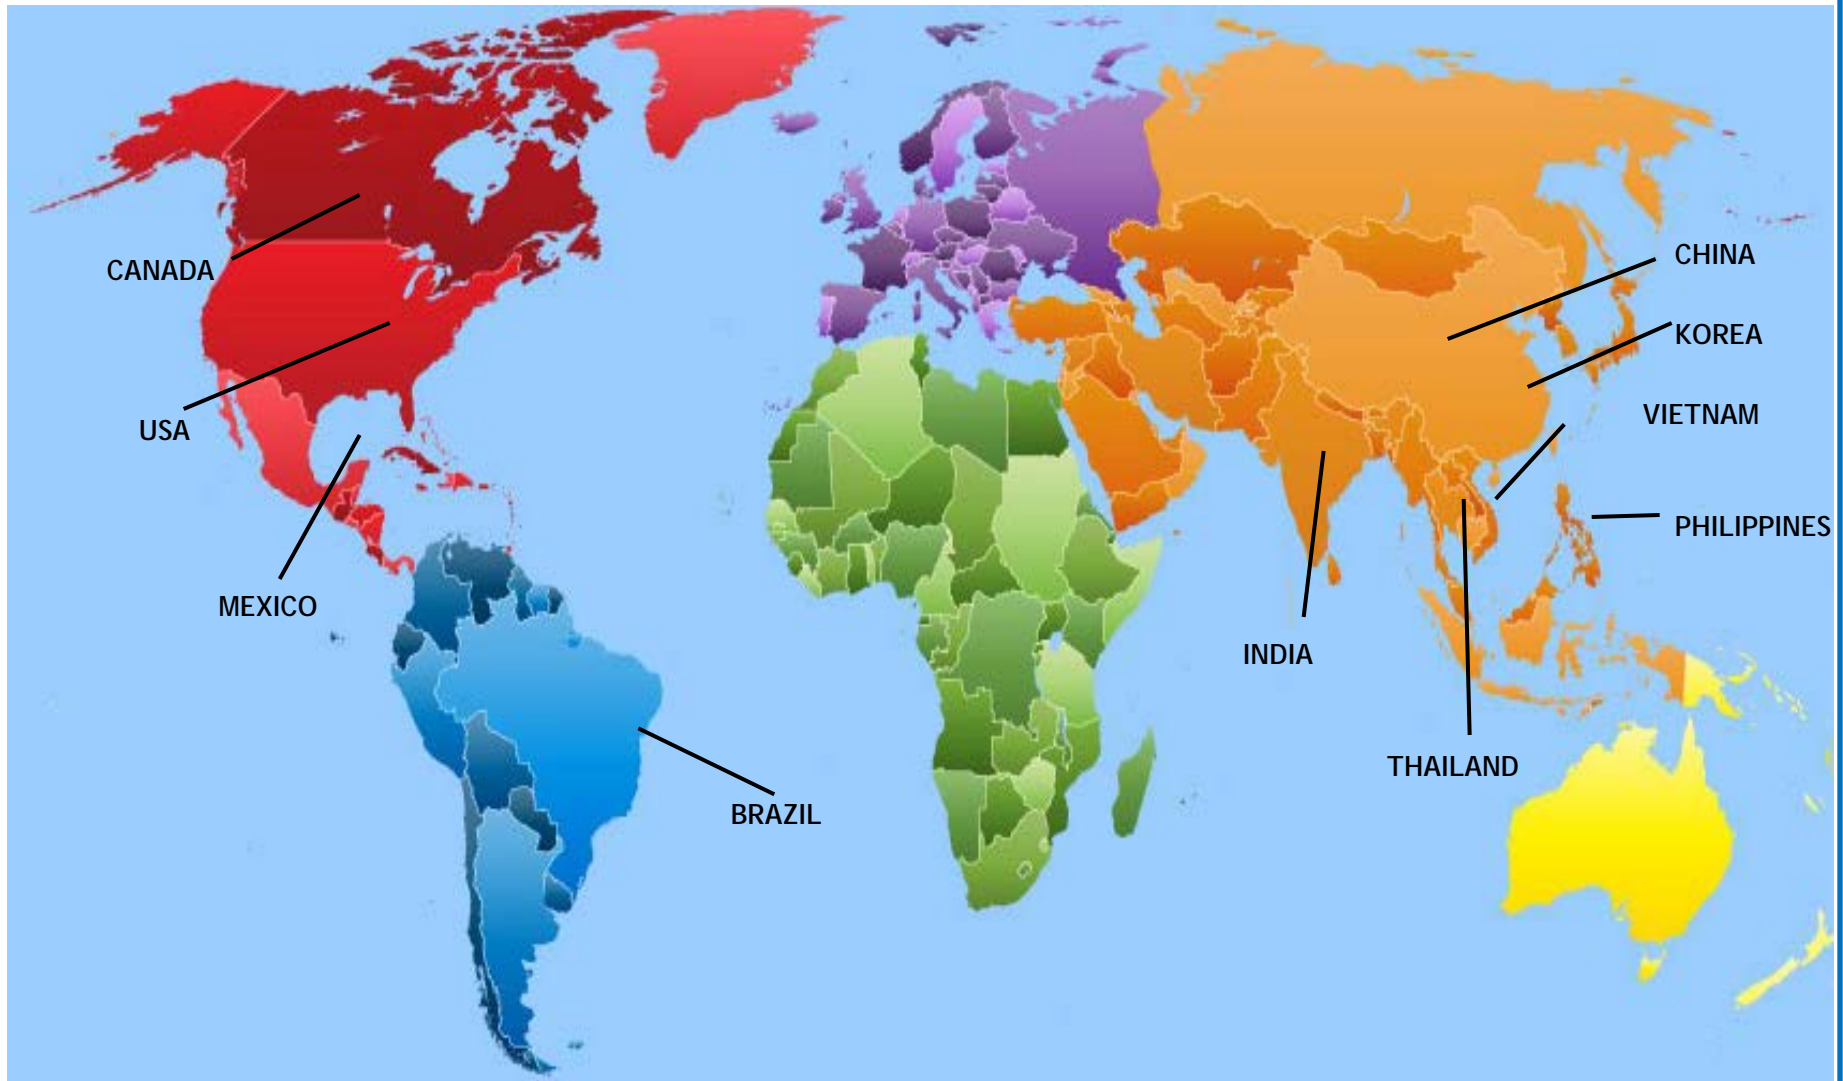 CANADA
CHINA
KOREA
VIETNAM
USA
PHILIPPINES
MEXICO
INDIA
THAILAND
BRAZIL